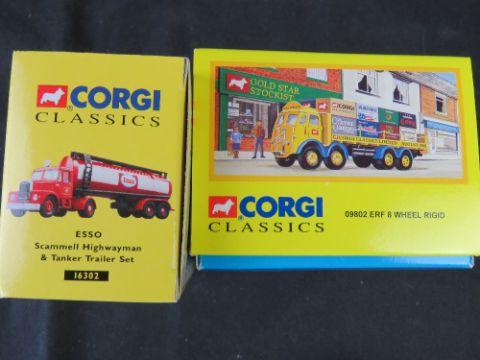 CORGI
CLASSICS
Esso
ESSO
Scammell Highwayman
& Tanker Trailer Set
16302
GOLD STAR
STOCKIST
CORGI
CLASSICS
09802 ERF 8 WHEEL RIGID